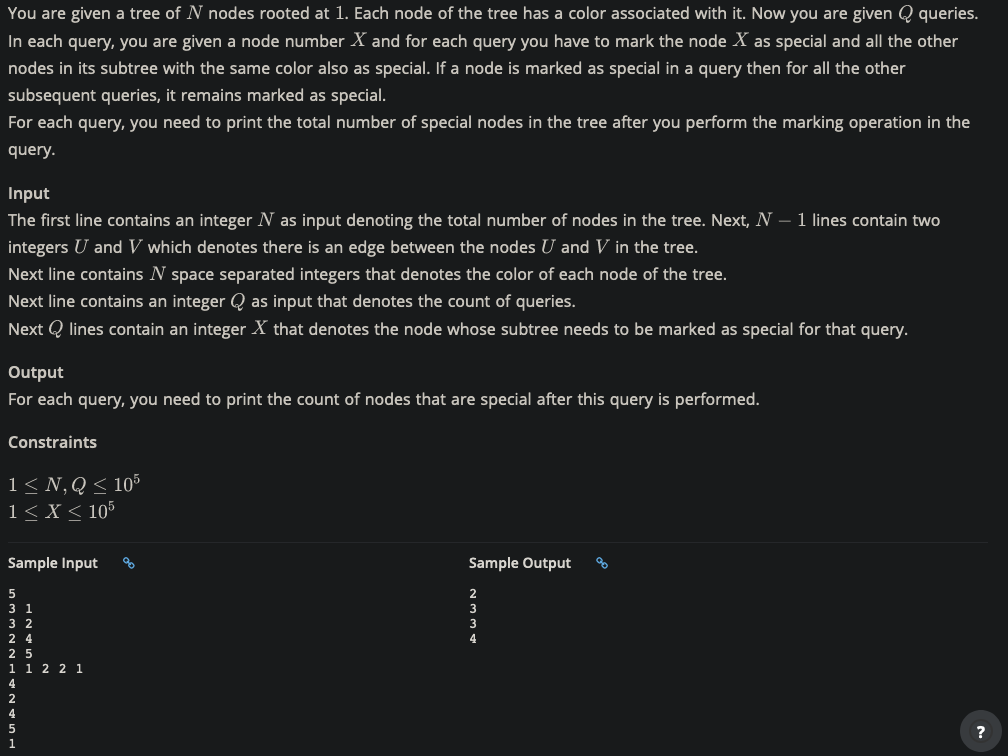 You are given a tree of N nodes rooted at 1. Each node of the tree has a color associated with it. Now you are given Q queries.
In each query, you are given a node number X and for each query you have to mark the node X as special and all the other
nodes in its subtree with the same color also as special. If a node is marked as special in a query then for all the other
subsequent queries, it remains marked as special.
For each query, you need to print the total number of special nodes in the tree after you perform the marking operation in the
query.
Input
The first line contains an integer N as input denoting the total number of nodes in the tree. Next, N − 1 lines contain two
integers U and V which denotes there is an edge between the nodes U and V in the tree.
Next line contains N space separated integers that denotes the color of each node of the tree.
Next line contains an integer Q as input that denotes the count of queries.
Next Q lines contain an integer X that denotes the node whose subtree needs to be marked as special for that query.
Output
For each query, you need to print the count of nodes that are special after this query is performed.
Constraints
1 ≤ N, Q ≤ 10⁵
1 ≤ X ≤ 10⁵
Sample Input
5
3 1
3 2
2 4
2 5
1 1 2 2 1
4
2
4
5
1
Sample Output
2
3
3
4
?